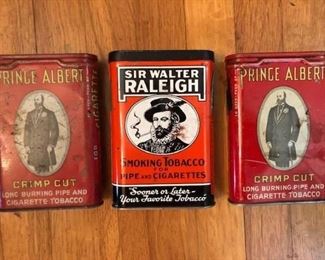 PRINCE ALBERT
CRIMP CUT
LONG BURNING PIPE AND
CIGARETTE TOBACCO
SIR WALTER
RALEIGH
SMOKING TOBACCO
FOR
PIPE AND CIGARETTES
Sooner or Later-
Your Favorite Tobacco
PRINCE ALBERT
CRIMP CUT
LONG BURNING PIPE AND
CIGARETTE TOBACCO